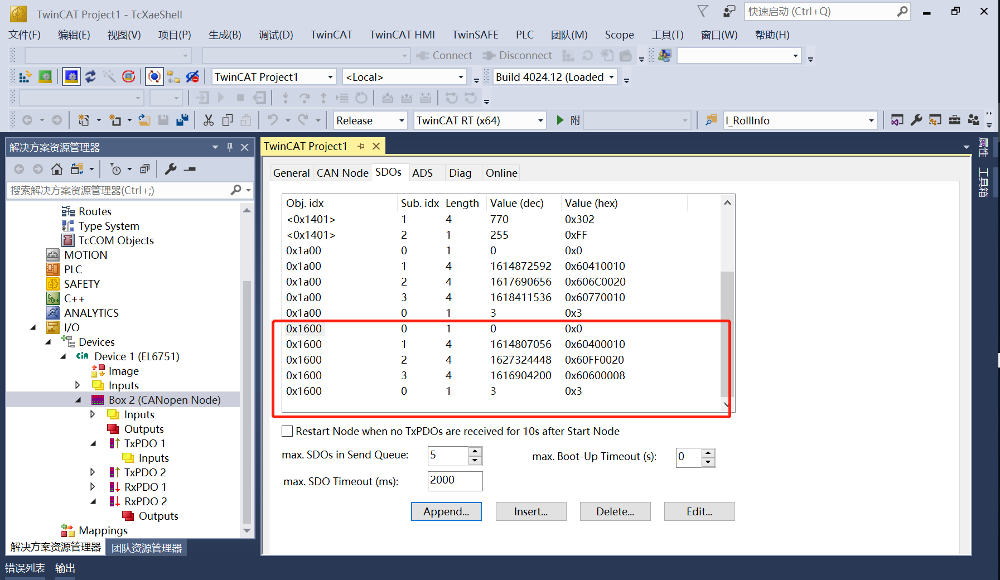 TwinCAT Project1 - TcXaeShell
快速启动 (Ctrl+Q)
文件(F) 编辑(E) 视图(V) 项目(P) 生成(B) 调试(D) TwinCAT TwinCAT HMI TwinSAFE PLC 团队(M) Scope 工具(T) 窗口(W) 帮助(H)
Connect Disconnect
TwinCAT Project1 <Local> Build 4024.12 (Loaded
Release TwinCAT RT (x64) 附 I_RollInfo
解决方案资源管理器
搜索解决方案资源管理器(Ctrl+;)
Routes
Type System
TcCOM Objects
MOTION
PLC
SAFETY
C++
ANALYTICS
I/O
Devices
CiA Device 1 (EL6751)
Image
Inputs
Box 2 (CANopen Node)
Inputs
Outputs
TxPDO 1
Inputs
TxPDO 2
RxPDO 1
RxPDO 2
Outputs
Mappings
解决方案资源管理器 团队资源管理器
错误列表 输出
TwinCAT Project1
General CAN Node SDOs ADS Diag Online
Obj. idx Sub. idx Length Value (dec) Value (hex)
<0x1401> 1 4 770 0x302
<0x1401> 2 1 255 0xFF
0x1a00 0 1 0 0x0
0x1a00 1 4 1614872592 0x60410010
0x1a00 2 4 1617690656 0x606C0020
0x1a00 3 4 1618411536 0x60770010
0x1a00 0 1 3 0x3
0x1600 0 1 0 0x0
0x1600 1 4 1614807056 0x60400010
0x1600 2 4 1627324448 0x60FF0020
0x1600 3 4 1616904200 0x60600008
0x1600 0 1 3 0x3
Restart Node when no TxPDOs are received for 10s after Start Node
max. SDOs in Send Queue: 5 max. Boot-Up Timeout (s): 0
max. SDO Timeout (ms): 2000
Append... Insert... Delete... Edit...
属性
工具箱